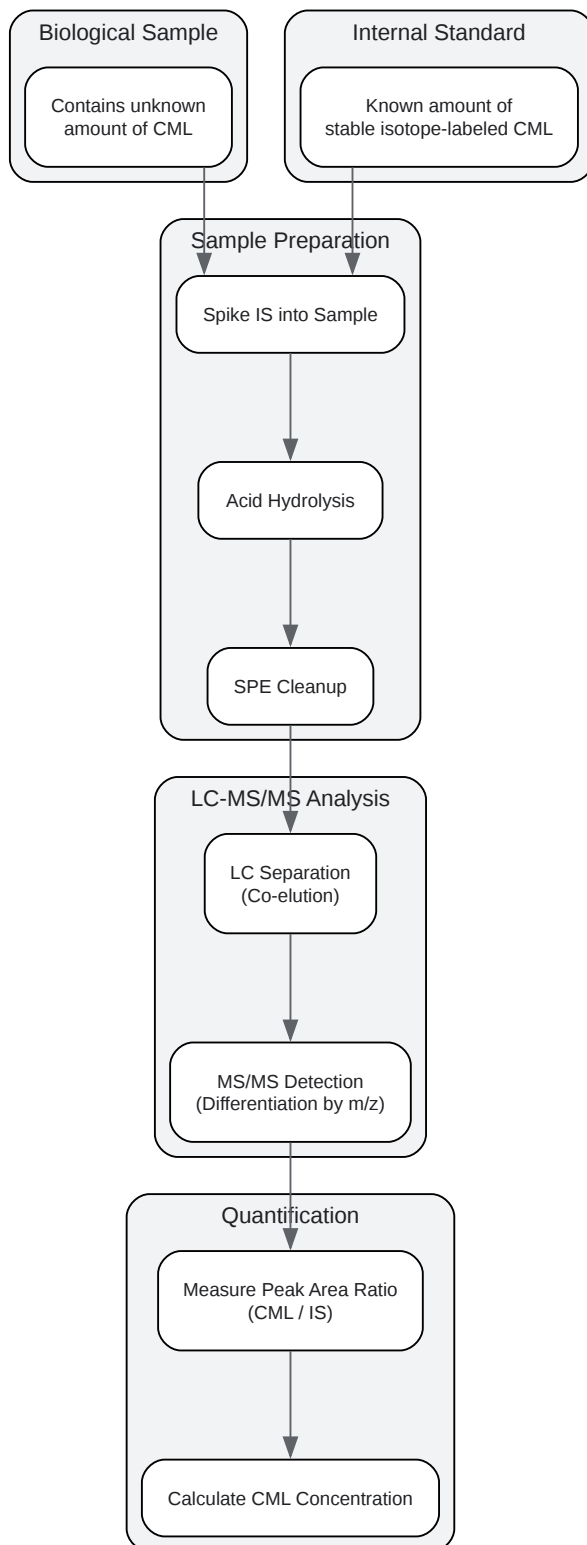 Biological Sample
Internal Standard
Contains unknown
amount of CML
Known amount of
stable isotope-labeled CML
Sample Preparation
Spike IS into Sample
Acid Hydrolysis
SPE Cleanup
LC-MS/MS Analysis
LC Separation
(Co-elution)
MS/MS Detection
(Differentiation by m/z)
Quantification
Measure Peak Area Ratio
(CML / IS)
Calculate CML Concentration